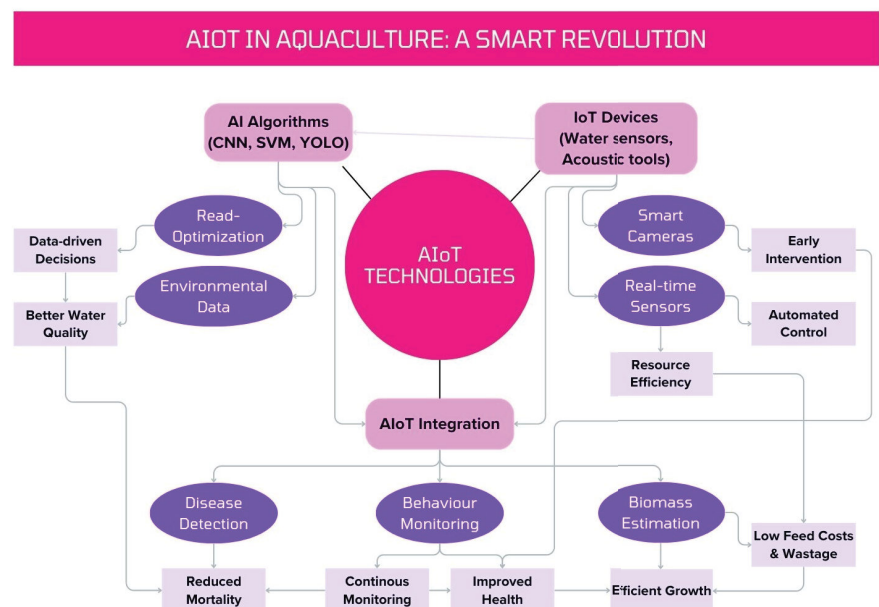 AIOT IN AQUACULTURE: A SMART REVOLUTION
AI Algorithms
(CNN, SVM, YOLO)
IoT Devices
(Water sensors,
Acoustic tools)
Read-
Optimization
Smart
Cameras
Data-driven
Decisions
AIoT
TECHNOLOGIES
Early
Intervention
Environmental
Data
Real-time
Sensors
Better Water
Quality
Automated
Control
Resource
Efficiency
AIoT Integration
Disease
Detection
Behaviour
Monitoring
Biomass
Estimation
Low Feed Costs
& Wastage
Reduced
Mortality
Continous
Monitoring
Improved
Health
Efficient Growth